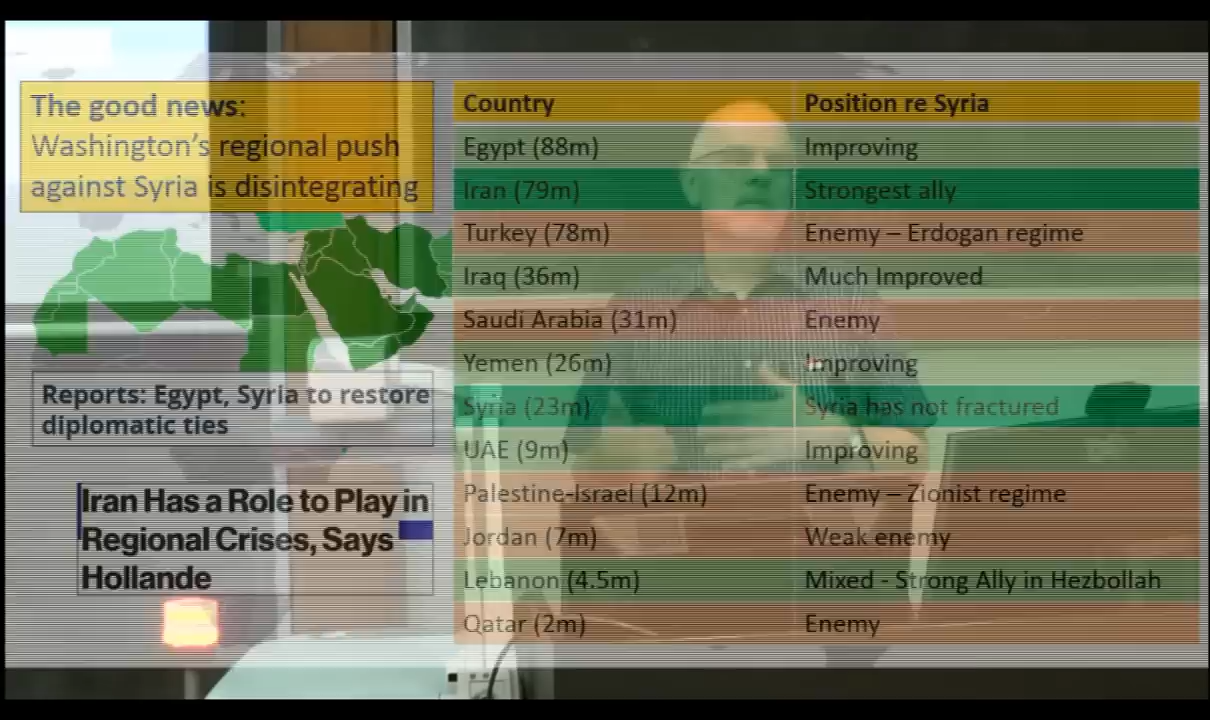 The good news:
Washington's regional push
against Syria is disintegrating
Reports: Egypt, Syria to restore
diplomatic ties
Iran Has a Role to Play in
Regional Crises, Says
Hollande
Country Position re Syria
Egypt (88m) Improving
Iran (79m) Strongest ally
Turkey (78m) Enemy – Erdogan regime
Iraq (36m) Much Improved
Saudi Arabia (31m) Enemy
Yemen (26m) Improving
Syria (23m) Syria has not fractured
UAE (9m) Improving
Palestine-Israel (12m) Enemy – Zionist regime
Jordan (7m) Weak enemy
Lebanon (4.5m) Mixed - Strong Ally in Hezbollah
Qatar (2m) Enemy